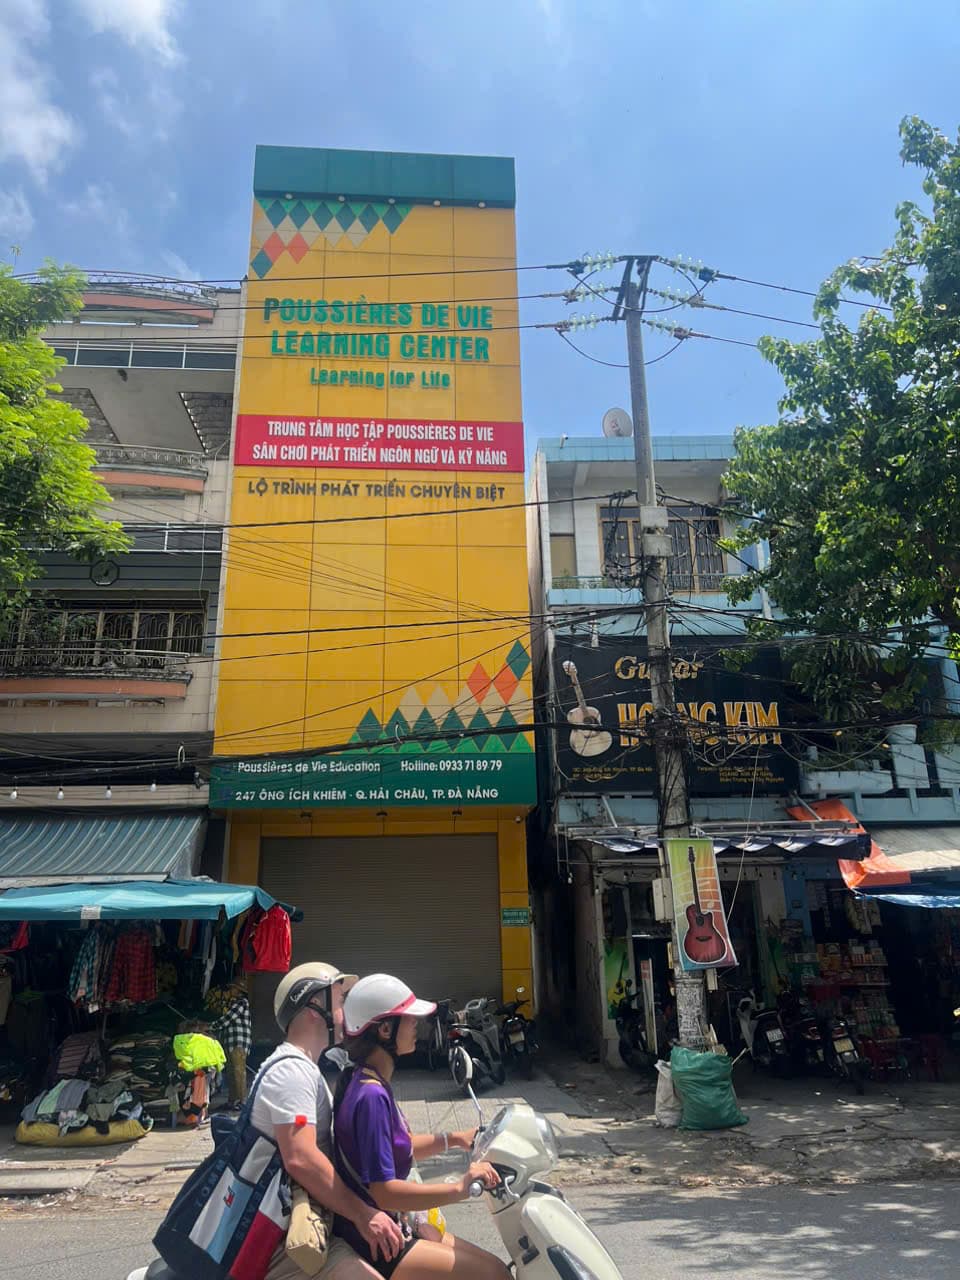 POUSSIÈRES DE VIE
LEARNING CENTER
Learning for Life
TRUNG TÂM HỌC TẬP POUSSIÈRES DE VIE
SÂN CHƠI PHÁT TRIỂN NGÔN NGỮ VÀ KỸ NĂNG
LỘ TRÌNH PHÁT TRIỂN CHUYÊN BIỆT
Poussières de Vie Education Hotline: 0933 71 89 79
247 ÔNG ÍCH KHIÊM - Q. HẢI CHÂU, TP. ĐÀ NẴNG
Guitar
HOÀNG KIM